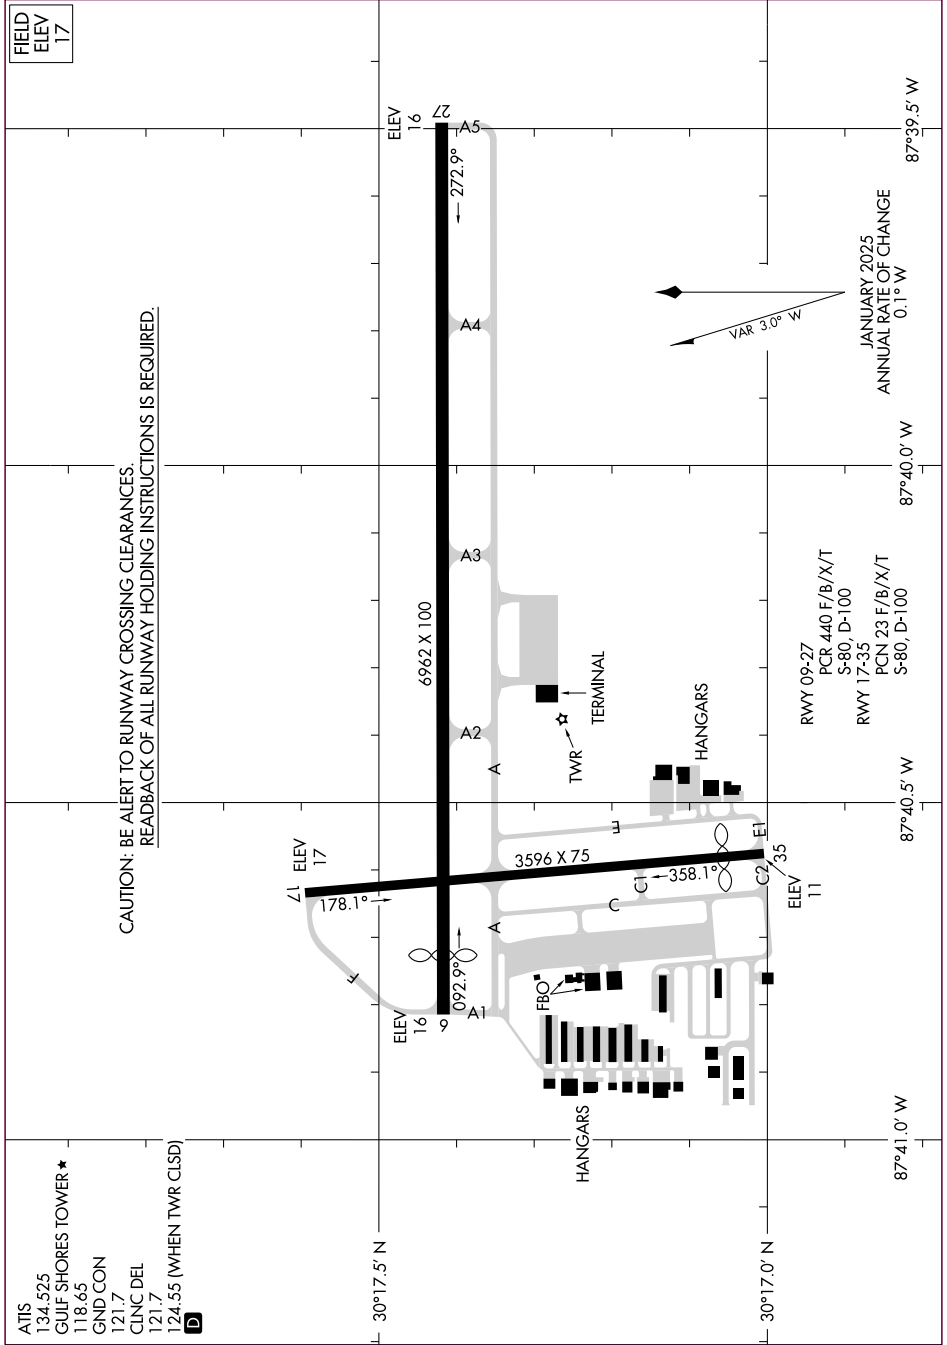 ATIS
134.525
GULF SHORES TOWER ★
118.65
GND CON
121.7
CLNC DEL
121.7
124.55 (WHEN TWR CLSD)
D
CAUTION: BE ALERT TO RUNWAY CROSSING CLEARANCES.
READBACK OF ALL RUNWAY HOLDING INSTRUCTIONS IS REQUIRED.
FIELD
ELEV
17
30°17.5' N
30°17.0' N
ELEV
17
17
178.1°
F
ELEV
16
9
092.9°
A1
A
3596 X 75
6962 X 100
A2
A
A3
A4
A5
ELEV
16
27
272.9°
FBO
HANGARS
C
C1
358.1°
C2
35
ELEV
11
E
E1
HANGARS
TWR
TERMINAL
RWY 09-27
PCR 440 F/B/X/T
S-80, D-100
RWY 17-35
PCN 23 F/B/X/T
S-80, D-100
VAR 3.0° W
JANUARY 2025
ANNUAL RATE OF CHANGE
0.1° W
87°41.0' W
87°40.5' W
87°40.0' W
87°39.5' W